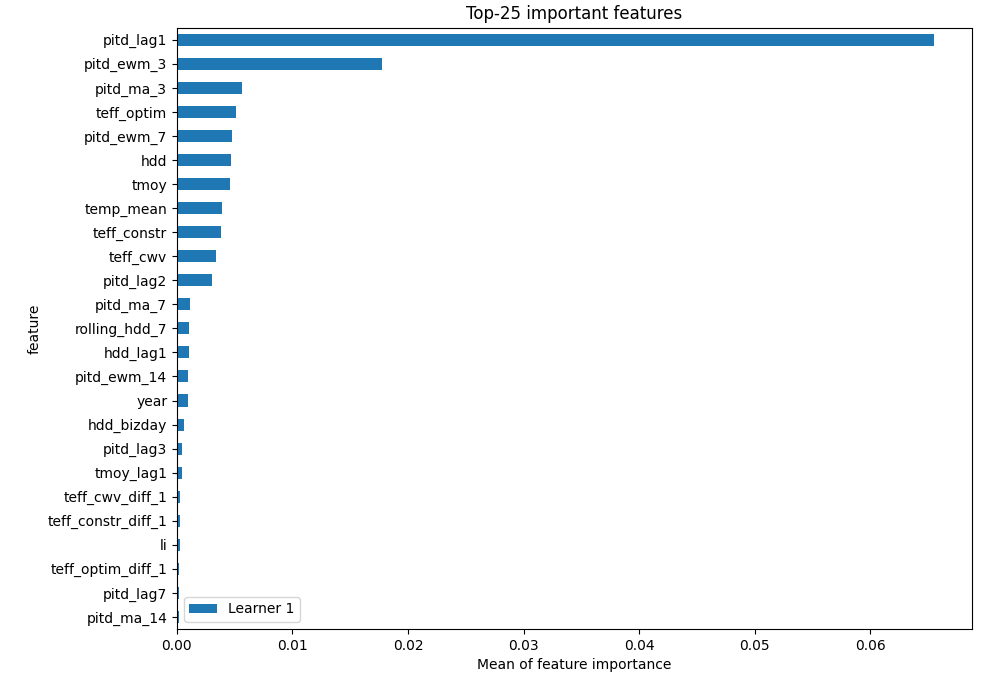 Top-25 important features
feature
pitd_lag1
pitd_ewm_3
pitd_ma_3
teff_optim
pitd_ewm_7
hdd
tmoy
temp_mean
teff_constr
teff_cwv
pitd_lag2
pitd_ma_7
rolling_hdd_7
hdd_lag1
pitd_ewm_14
year
hdd_bizday
pitd_lag3
tmoy_lag1
teff_cwv_diff_1
teff_constr_diff_1
li
teff_optim_diff_1
pitd_lag7
pitd_ma_14
Learner 1
0.00 0.01 0.02 0.03 0.04 0.05 0.06
Mean of feature importance